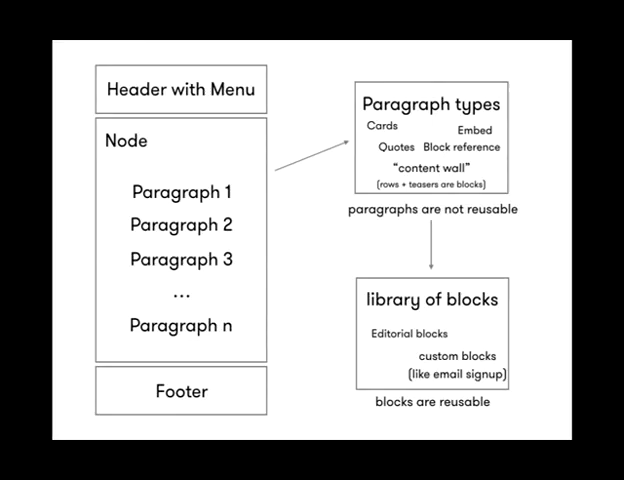 Header with Menu
Node
Paragraph 1
Paragraph 2
Paragraph 3
...
Paragraph n
Footer
Paragraph types
Cards
Embed
Quotes Block reference
“content wall”
(rows + teasers are blocks)
paragraphs are not reusable
library of blocks
Editorial blocks
custom blocks
(like email signup)
blocks are reusable